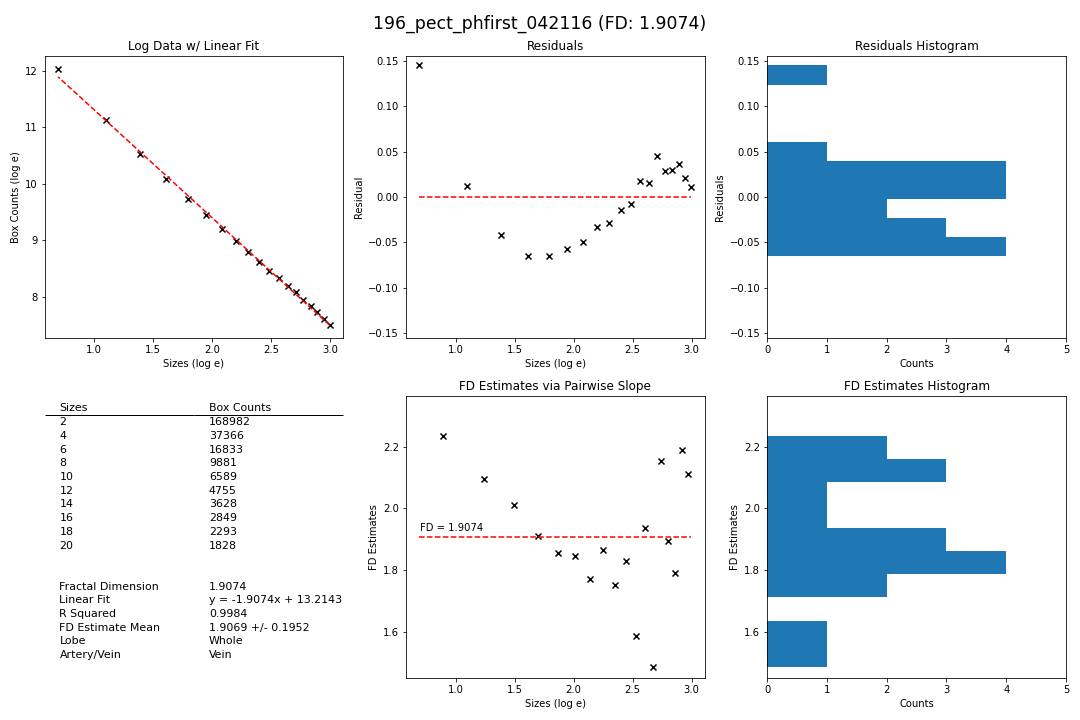 196_pect_phfirst_042116 (FD: 1.9074)
Log Data w/ Linear Fit
12
11
10
9
8
Box Counts (log e)
1.0 1.5 2.0 2.5 3.0
Sizes (log e)
Residuals
0.15
0.10
0.05
0.00
−0.05
−0.10
−0.15
Residual
1.0 1.5 2.0 2.5 3.0
Sizes (log e)
Residuals Histogram
0.15
0.10
0.05
0.00
−0.05
−0.10
−0.15
Residuals
0 1 2 3 4 5
Counts
Sizes Box Counts
2 168982
4 37366
6 16833
8 9881
10 6589
12 4755
14 3628
16 2849
18 2293
20 1828
Fractal Dimension 1.9074
Linear Fit y = -1.9074x + 13.2143
R Squared 0.9984
FD Estimate Mean 1.9069 +/- 0.1952
Lobe Whole
Artery/Vein Vein
FD Estimates via Pairwise Slope
2.2
2.0
1.8
1.6
FD Estimates
FD = 1.9074
1.0 1.5 2.0 2.5 3.0
Sizes (log e)
FD Estimates Histogram
2.2
2.0
1.8
1.6
FD Estimates
0 1 2 3 4 5
Counts